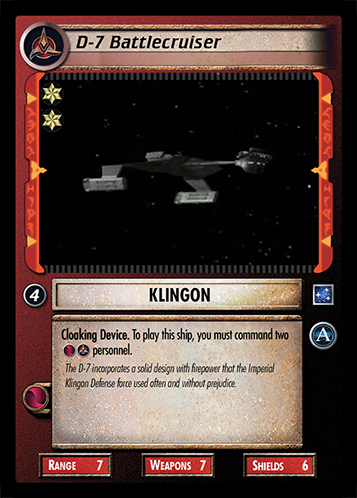 D-7 Battlecruiser
4
KLINGON
A
Cloaking Device. To play this ship, you must command two
personnel.
The D-7 incorporates a solid design with firepower that the Imperial
Klingon Defense force used often and without prejudice.
RANGE 7
WEAPONS 7
SHIELDS 6